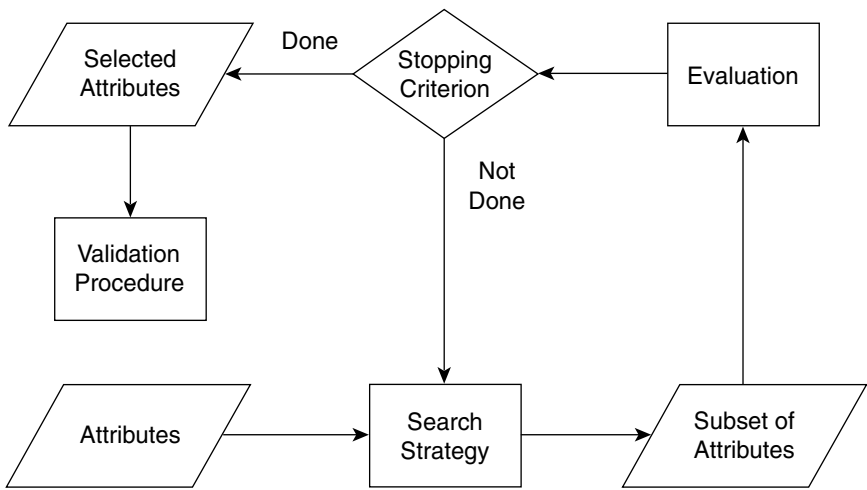 Selected
Attributes
Done
Stopping
Criterion
Evaluation
Not
Done
Validation
Procedure
Attributes
Search
Strategy
Subset of
Attributes